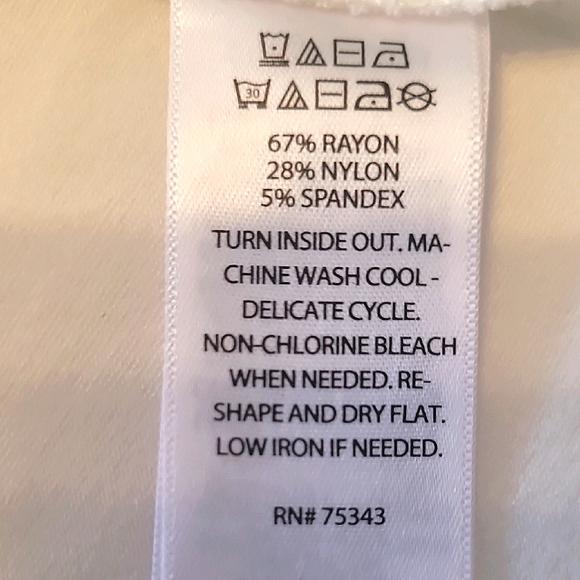 30
67% RAYON
28% NYLON
5% SPANDEX
TURN INSIDE OUT. MA-
CHINE WASH COOL -
DELICATE CYCLE.
NON-CHLORINE BLEACH
WHEN NEEDED. RE-
SHAPE AND DRY FLAT.
LOW IRON IF NEEDED.
RN# 75343